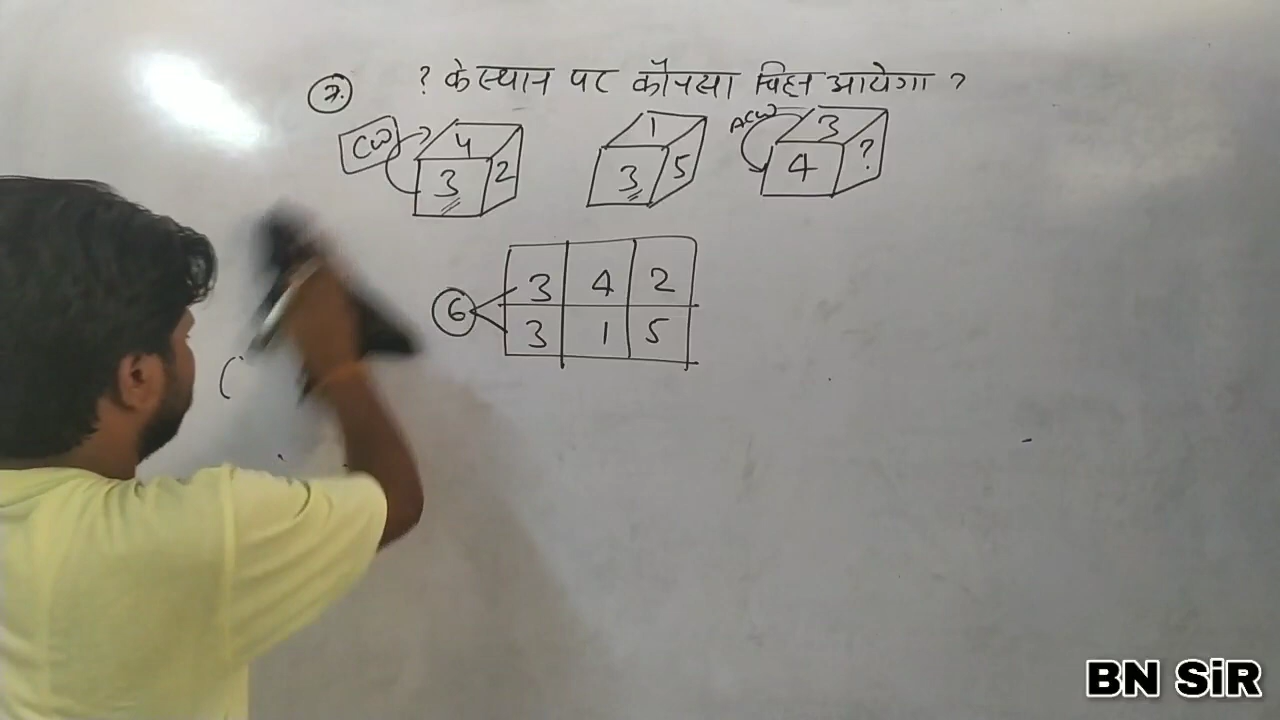 7. ? के स्थान पर कौनसा चिह्न आयेगा ?
CW 4 3 2
1 3 5
ACW 3 4 ?
6
3 4 2
3 1 5
(
BN SiR